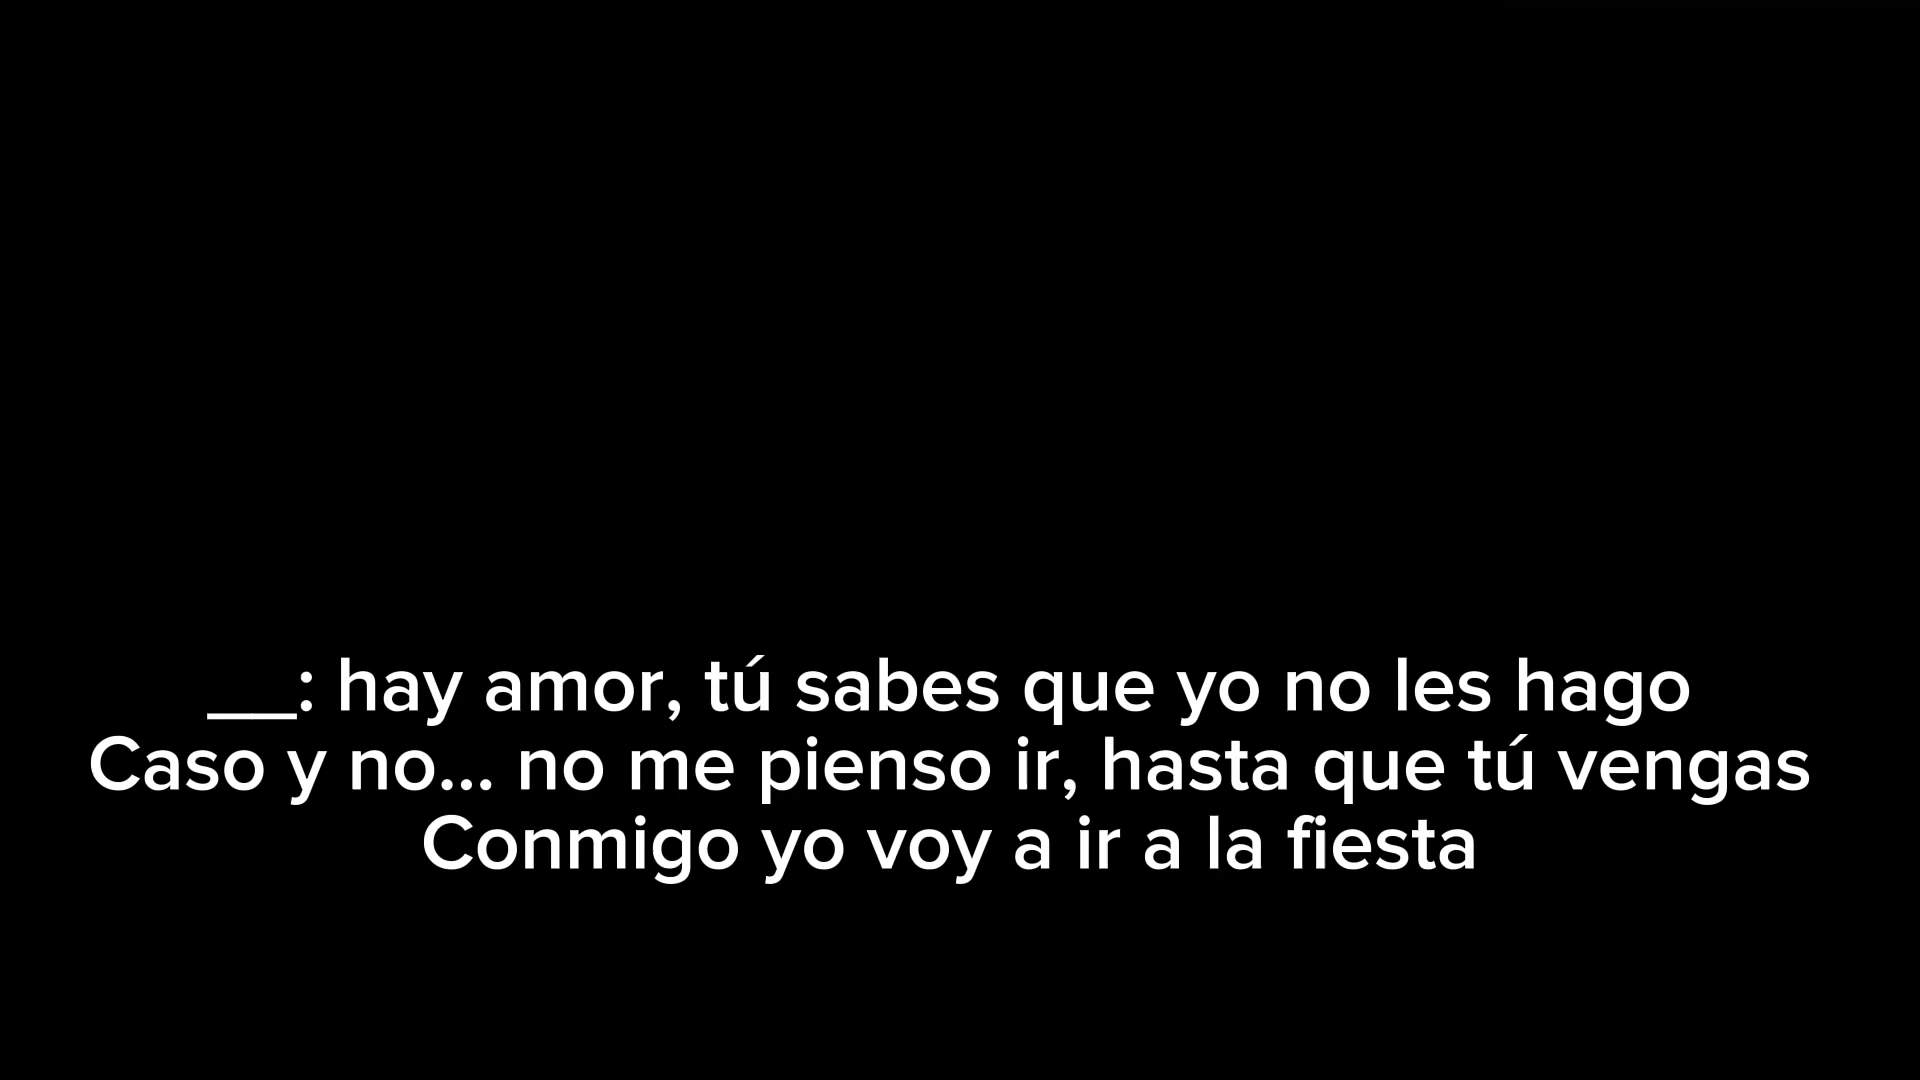 __: hay amor, tú sabes que yo no les hago
Caso y no... no me pienso ir, hasta que tú vengas
Conmigo yo voy a ir a la fiesta